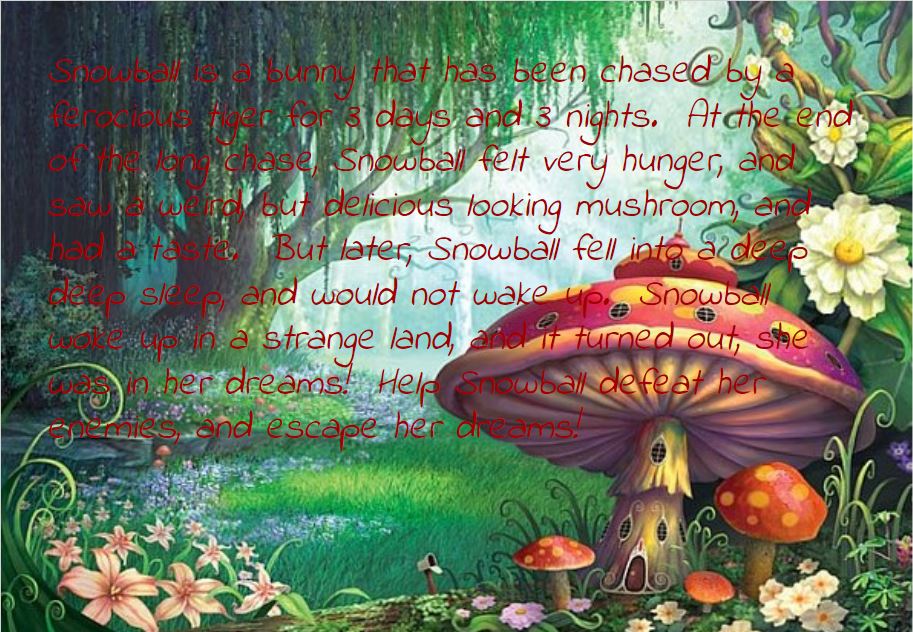 Snowball is a bunny that has been chased by a
ferocious tiger for 3 days and 3 nights.  At the end
of the long chase, Snowball felt very hunger, and
saw a weird, but delicious looking mushroom, and
had a taste.  But later, Snowball fell into a deep
deep sleep, and would not wake up.  Snowball
woke up in a strange land, and it turned out, she
was in her dreams!  Help Snowball defeat her
enemies, and escape her dreams!